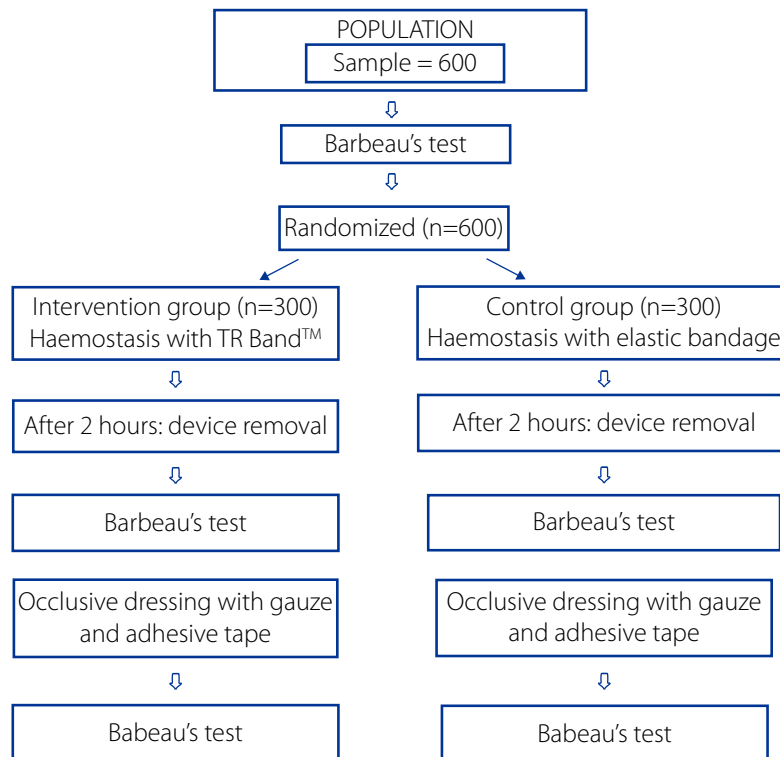 POPULATION
Sample = 600
Barbeau's test
Randomized (n=600)
Intervention group (n=300)
Haemostasis with TR Band™
After 2 hours: device removal
Barbeau's test
Occlusive dressing with gauze
and adhesive tape
Babeau's test
Control group (n=300)
Haemostasis with elastic bandage
After 2 hours: device removal
Barbeau's test
Occlusive dressing with gauze
and adhesive tape
Babeau's test